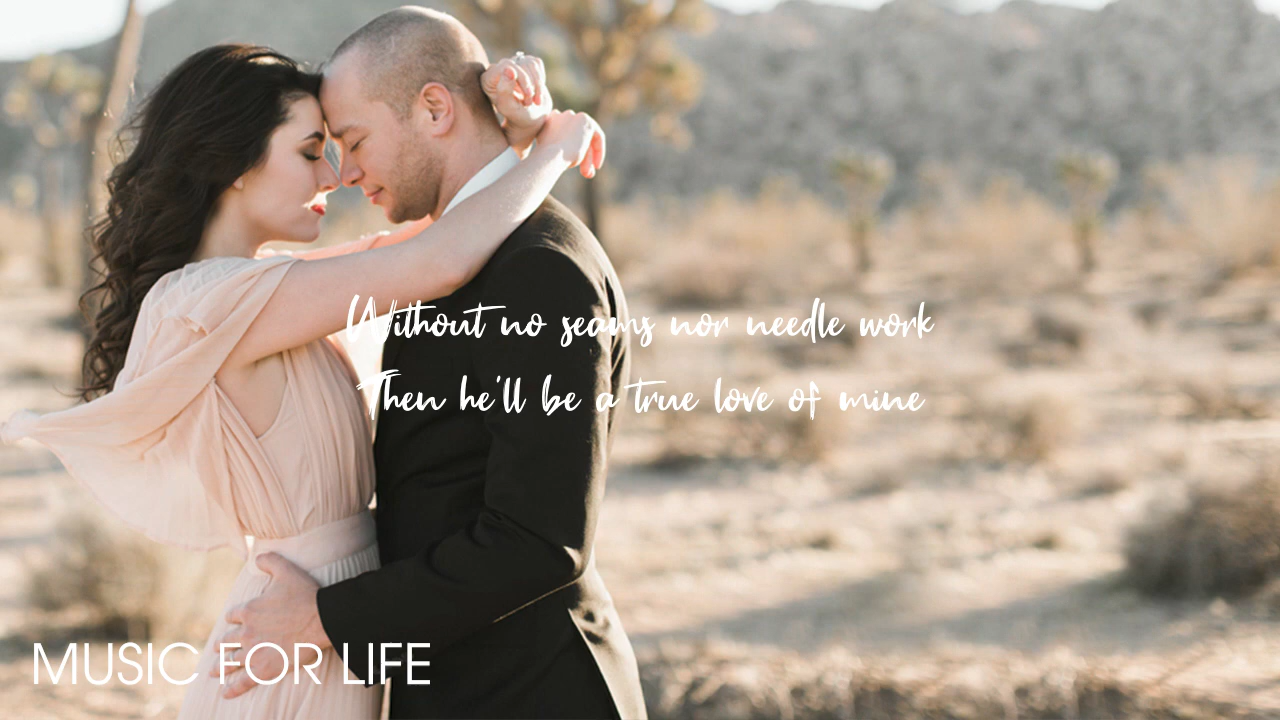 Without no seams nor needle work
Then he'll be a true love of mine
MUSIC FOR LIFE